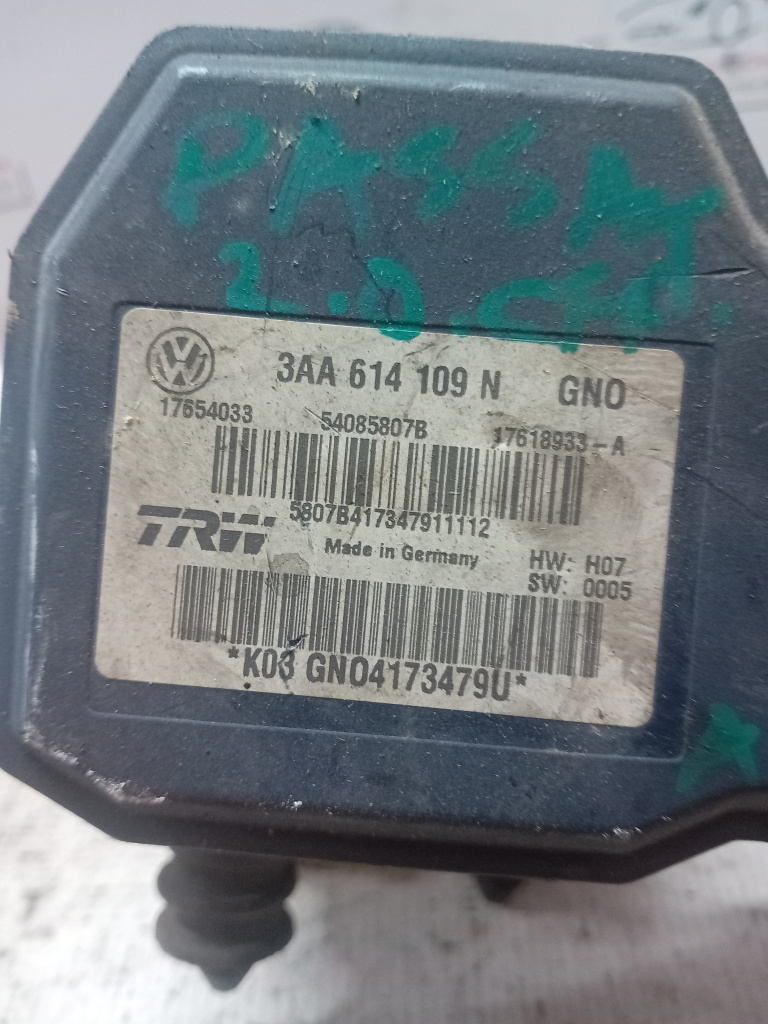 PASSAT
2.0.CH.
3AA 614 109 N GNO
17654033 54085807B 17618933-A
5807B417347911112
TRW Made in Germany HW: H07
SW: 0005
*K03 GNO4173479U*